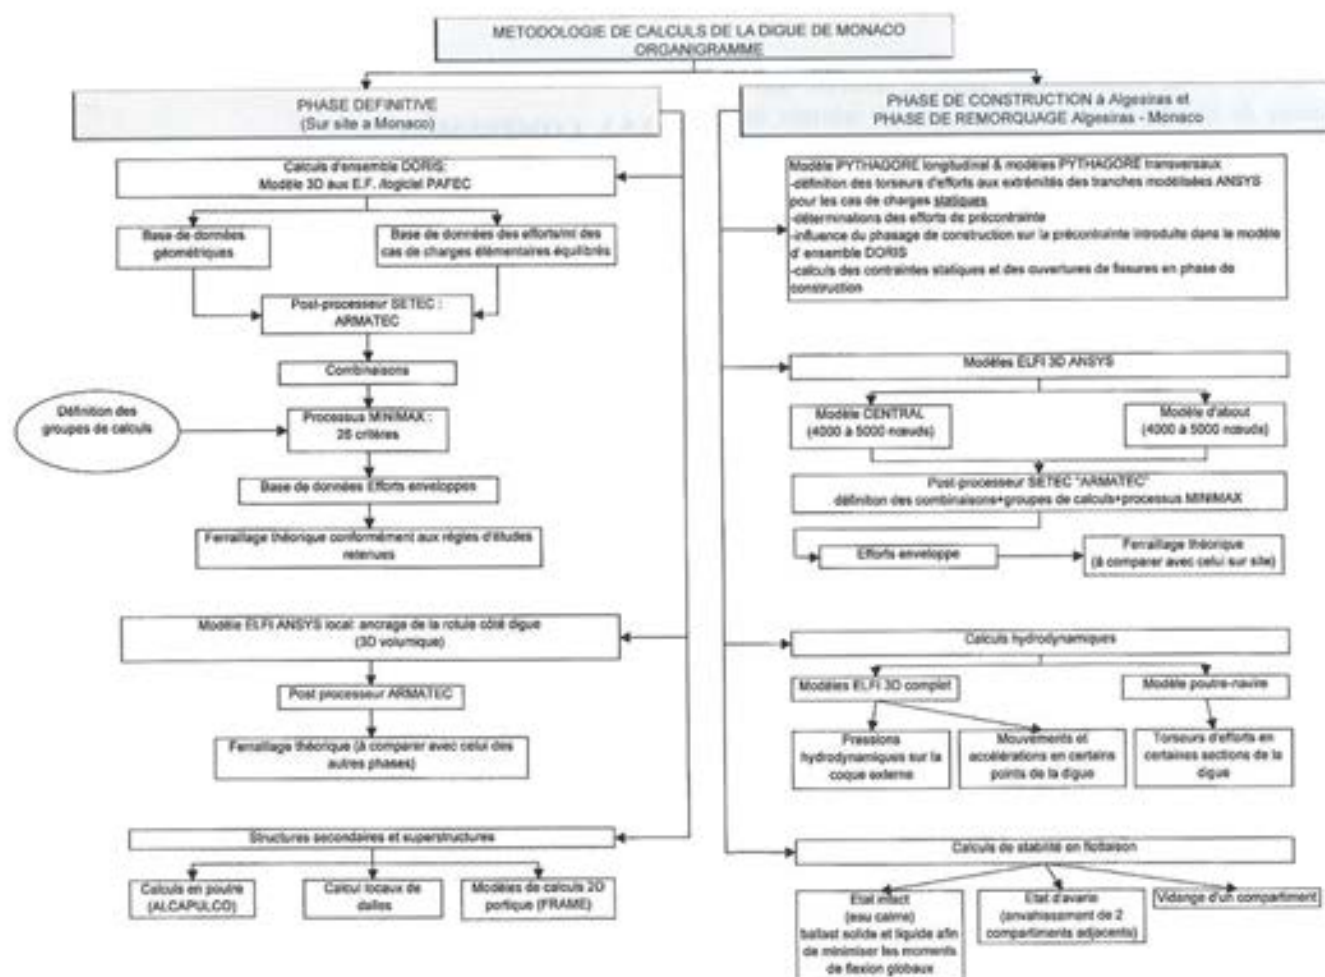 METODOLOGIE DE CALCULS DE LA DIGUE DE MONACO
ORGANIGRAMME
PHASE DEFINITIVE
(Sur site a Monaco)
Calculs d'ensemble DORIS:
Modèle 3D aux E.F. /logiciel PAFEC
Base de données
géométriques
Base de données des efforts/ml des
cas de charges élémentaires équilibrés
Post-processeur SETEC :
ARMATEC
Combinaisons
Définition des
groupes de calculs
Processus MINIMAX :
26 critères
Base de données Efforts enveloppes
Ferraillage théorique conformément aux règles d'études
retenues
Modèle ELFI ANSYS local: ancrage de la rotule côté digue
(3D volumique)
Post processeur ARMATEC
Ferraillage théorique (à comparer avec celui des
autres phases)
Structures secondaires et superstructures
Calculs en poutre
(ALCAPULCO)
Calcul locaux de
dalles
Modèles de calculs 2D
portique (FRAME)
PHASE DE CONSTRUCTION à Algesiras et
PHASE DE REMORQUAGE Algesiras - Monaco
Modèle PYTHAGORE longitudinal & modèles PYTHAGORE transversaux
-définition des torseurs d'efforts aux extrémités des tranches modélisées ANSYS
pour les cas de charges statiques
-déterminations des efforts de précontrainte
-influence du phasage de construction sur la précontrainte introduite dans le modèle
d' ensemble DORIS
-calculs des contraintes statiques et des ouvertures de fissures en phase de
construction
Modèles ELFI 3D ANSYS
Modèle CENTRAL
(4000 à 5000 nœuds)
Modèle d'about
(4000 à 5000 nœuds)
Post-processeur SETEC "ARMATEC"
définition des combinaisons+groupes de calculs+processus MINIMAX
Efforts enveloppe
Ferraillage théorique
(à comparer avec celui sur site)
Calculs hydrodynamiques
Modèles ELFI 3D complet
Modèle poutre-navire
Pressions
hydrodynamiques sur la
coque externe
Mouvements et
accélérations en certains
points de la digue
Torseurs d'efforts en
certaines sections de la
digue
Calculs de stabilité en flottaison
Etat intact
(eau calme)
ballast solide et liquide afin
de minimiser les moments
de flexion globaux
Etat d'avarie
(envahissement de 2
compartiments adjacents)
Vidange d'un compartiment